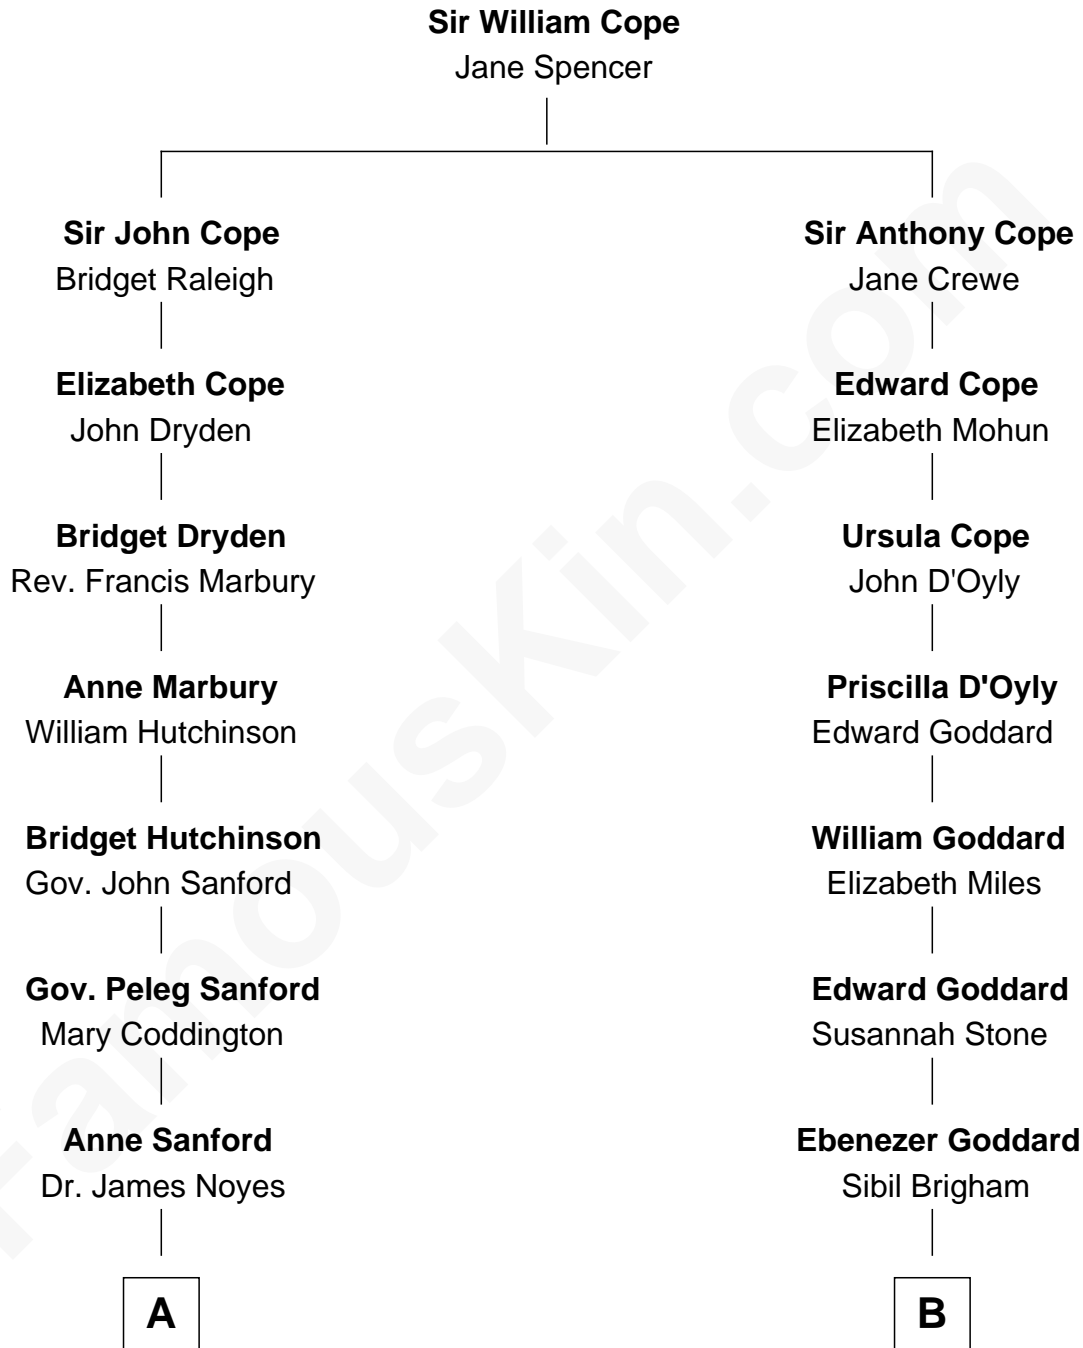 Sir William Cope
Jane Spencer
Sir John Cope
Bridget Raleigh
Elizabeth Cope
John Dryden
Bridget Dryden
Rev. Francis Marbury
Anne Marbury
William Hutchinson
Bridget Hutchinson
Gov. John Sanford
Gov. Peleg Sanford
Mary Coddington
Anne Sanford
Dr. James Noyes
A
Sir Anthony Cope
Jane Crewe
Edward Cope
Elizabeth Mohun
Ursula Cope
John D'Oyly
Priscilla D'Oyly
Edward Goddard
William Goddard
Elizabeth Miles
Edward Goddard
Susannah Stone
Ebenezer Goddard
Sibil Brigham
B
FamousKin.com